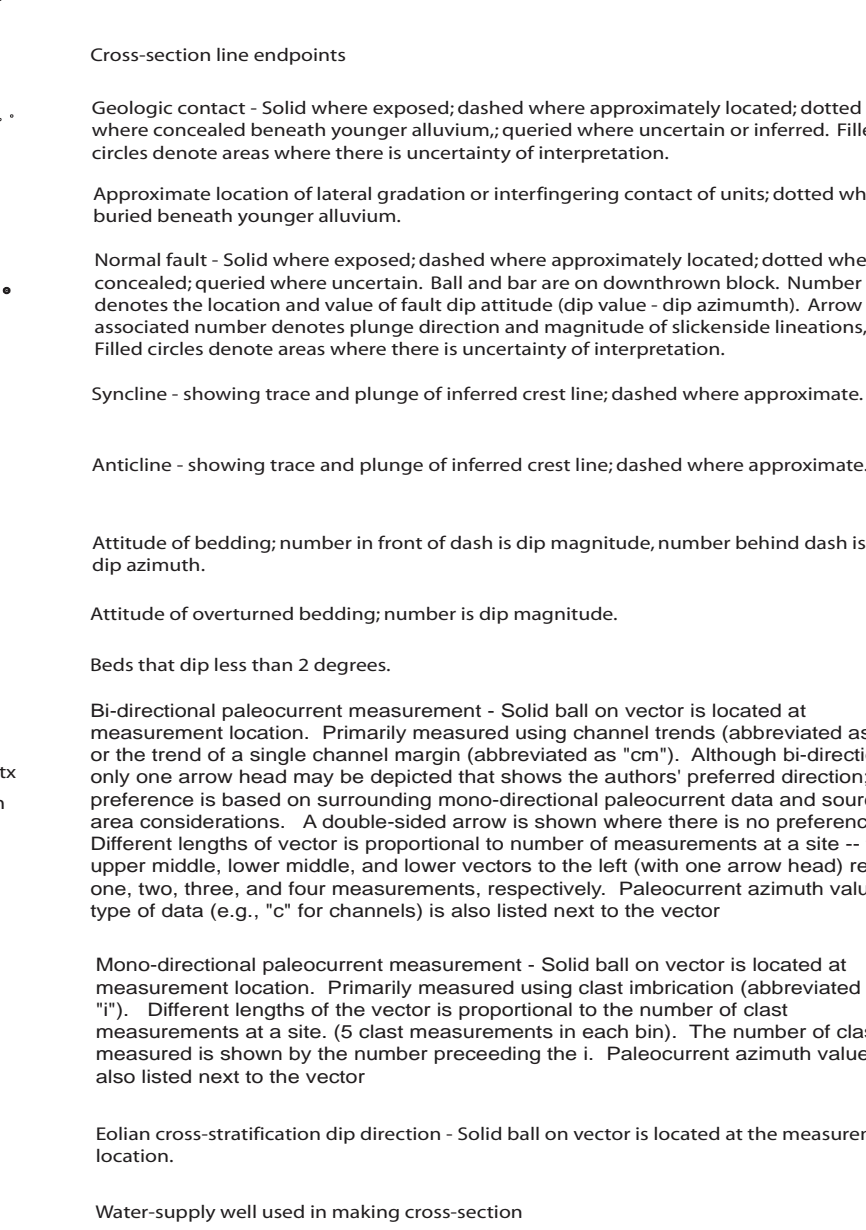 Cross-section line endpoints
Geologic contact - Solid where exposed; dashed where approximately located; dotted
where concealed beneath younger alluvium,; queried where uncertain or inferred. Fille
circles denote areas where there is uncertainty of interpretation.
Approximate location of lateral gradation or interfingering contact of units; dotted wh
buried beneath younger alluvium.
Normal fault - Solid where exposed; dashed where approximately located; dotted whe
concealed; queried where uncertain. Ball and bar are on downthrown block. Number
denotes the location and value of fault dip attitude (dip value - dip azimumth). Arrow
associated number denotes plunge direction and magnitude of slickenside lineations,
Filled circles denote areas where there is uncertainty of interpretation.
Syncline - showing trace and plunge of inferred crest line; dashed where approximate.
Anticline - showing trace and plunge of inferred crest line; dashed where approximate.
Attitude of bedding; number in front of dash is dip magnitude, number behind dash is
dip azimuth.
Attitude of overturned bedding; number is dip magnitude.
Beds that dip less than 2 degrees.
Bi-directional paleocurrent measurement - Solid ball on vector is located at
measurement location. Primarily measured using channel trends (abbreviated as
or the trend of a single channel margin (abbreviated as "cm"). Although bi-directi
tx
only one arrow head may be depicted that shows the authors' preferred direction;
preference is based on surrounding mono-directional paleocurrent data and sour
area considerations. A double-sided arrow is shown where there is no preferenc
Different lengths of vector is proportional to number of measurements at a site --
upper middle, lower middle, and lower vectors to the left (with one arrow head) re
one, two, three, and four measurements, respectively. Paleocurrent azimuth valu
type of data (e.g., "c" for channels) is also listed next to the vector
Mono-directional paleocurrent measurement - Solid ball on vector is located at
measurement location. Primarily measured using clast imbrication (abbreviated
"i"). Different lengths of the vector is proportional to the number of clast
measurements at a site. (5 clast measurements in each bin). The number of clas
measured is shown by the number preceeding the i. Paleocurrent azimuth value
also listed next to the vector
Eolian cross-stratification dip direction - Solid ball on vector is located at the measurem
location.
Water-supply well used in making cross-section